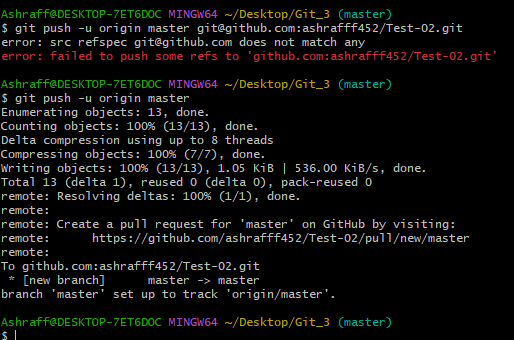 Ashraff@DESKTOP-7ET6DOC MINGW64 ~/Desktop/Git_3 (master)
$ git push -u origin master git@github.com:ashrafff452/Test-02.git
error: src refspec git@github.com does not match any
error: failed to push some refs to 'github.com:ashrafff452/Test-02.git'
Ashraff@DESKTOP-7ET6DOC MINGW64 ~/Desktop/Git_3 (master)
$ git push -u origin master
Enumerating objects: 13, done.
Counting objects: 100% (13/13), done.
Delta compression using up to 8 threads
Compressing objects: 100% (7/7), done.
Writing objects: 100% (13/13), 1.05 KiB | 536.00 KiB/s, done.
Total 13 (delta 1), reused 0 (delta 0), pack-reused 0
remote: Resolving deltas: 100% (1/1), done.
remote:
remote: Create a pull request for 'master' on GitHub by visiting:
remote:      https://github.com/ashrafff452/Test-02/pull/new/master
remote:
To github.com:ashrafff452/Test-02.git
 * [new branch]      master -> master
branch 'master' set up to track 'origin/master'.
Ashraff@DESKTOP-7ET6DOC MINGW64 ~/Desktop/Git_3 (master)
$